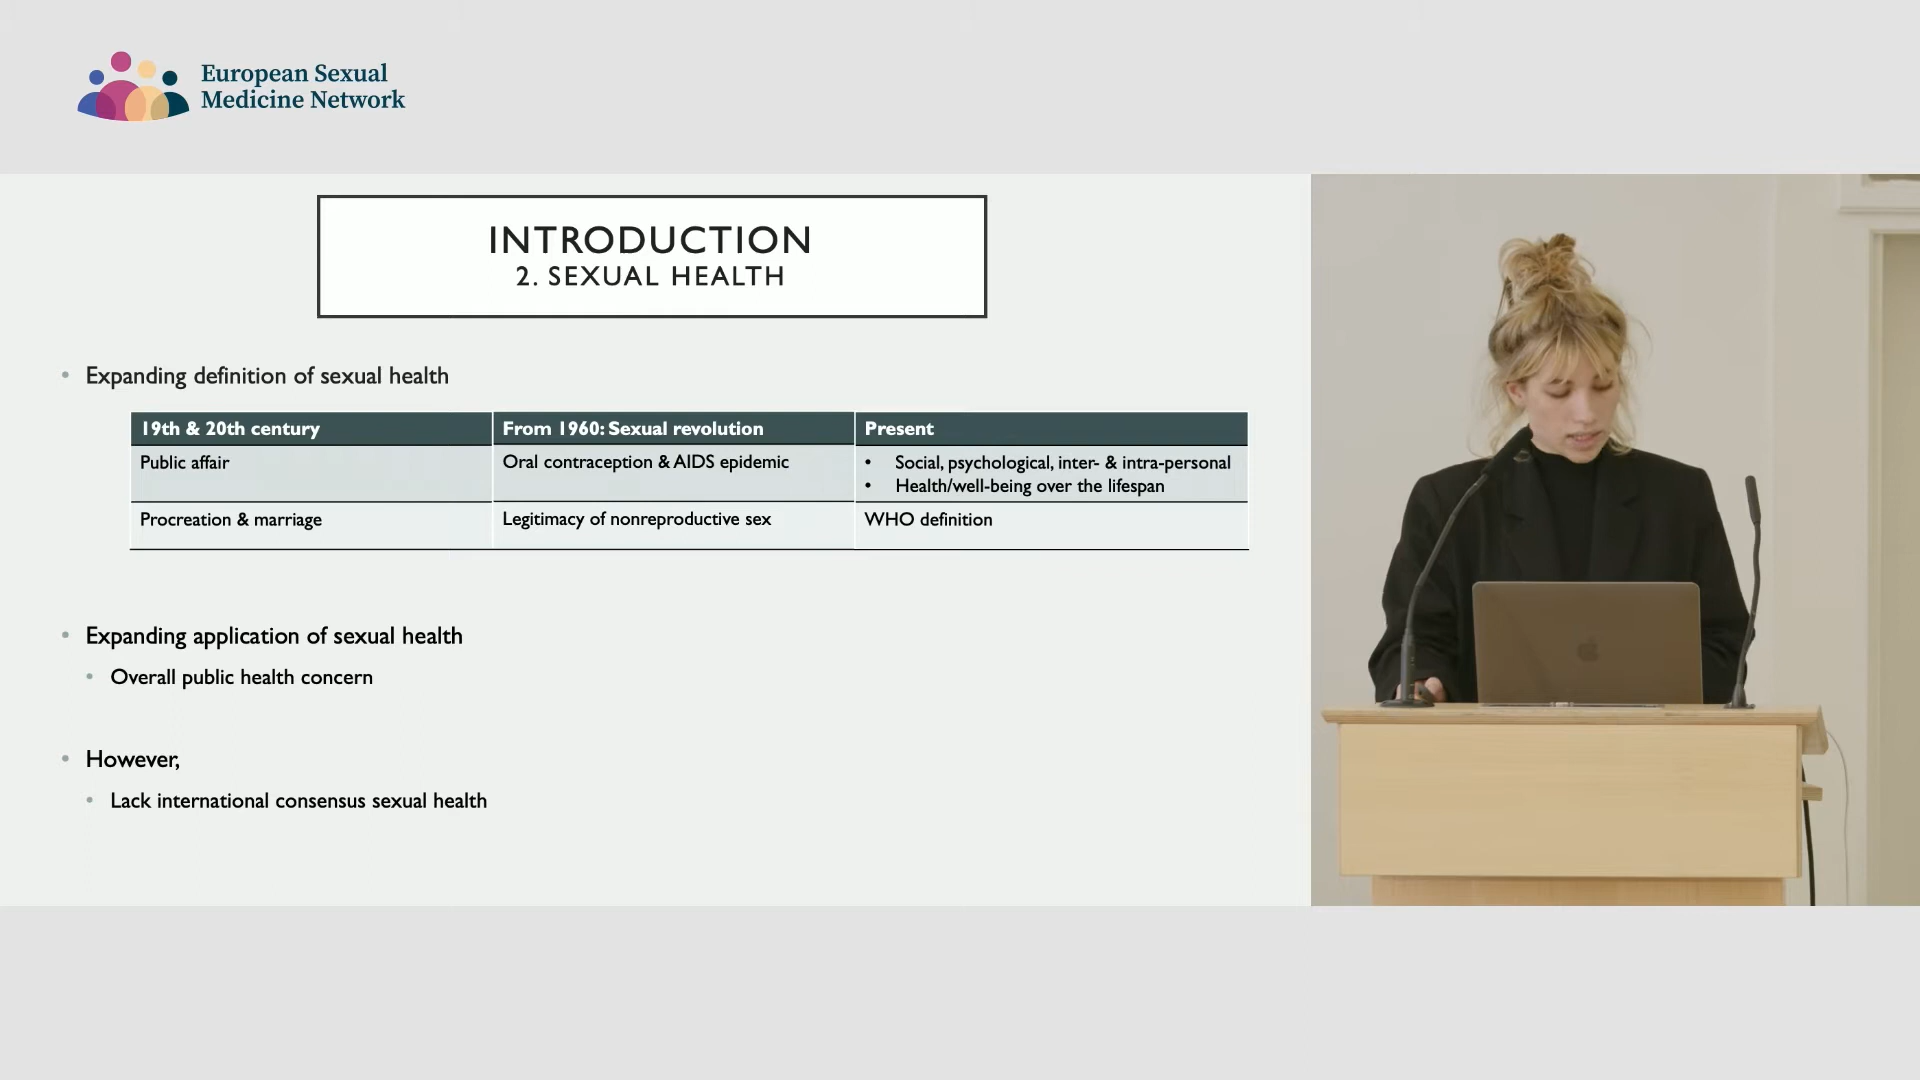 European Sexual
Medicine Network
INTRODUCTION
2. SEXUAL HEALTH
• Expanding definition of sexual health
19th & 20th century
From 1960: Sexual revolution
Present
Public affair
Oral contraception & AIDS epidemic
• Social, psychological, inter- & intra-personal
• Health/well-being over the lifespan
Procreation & marriage
Legitimacy of nonreproductive sex
WHO definition
• Expanding application of sexual health
• Overall public health concern
• However,
• Lack international consensus sexual health